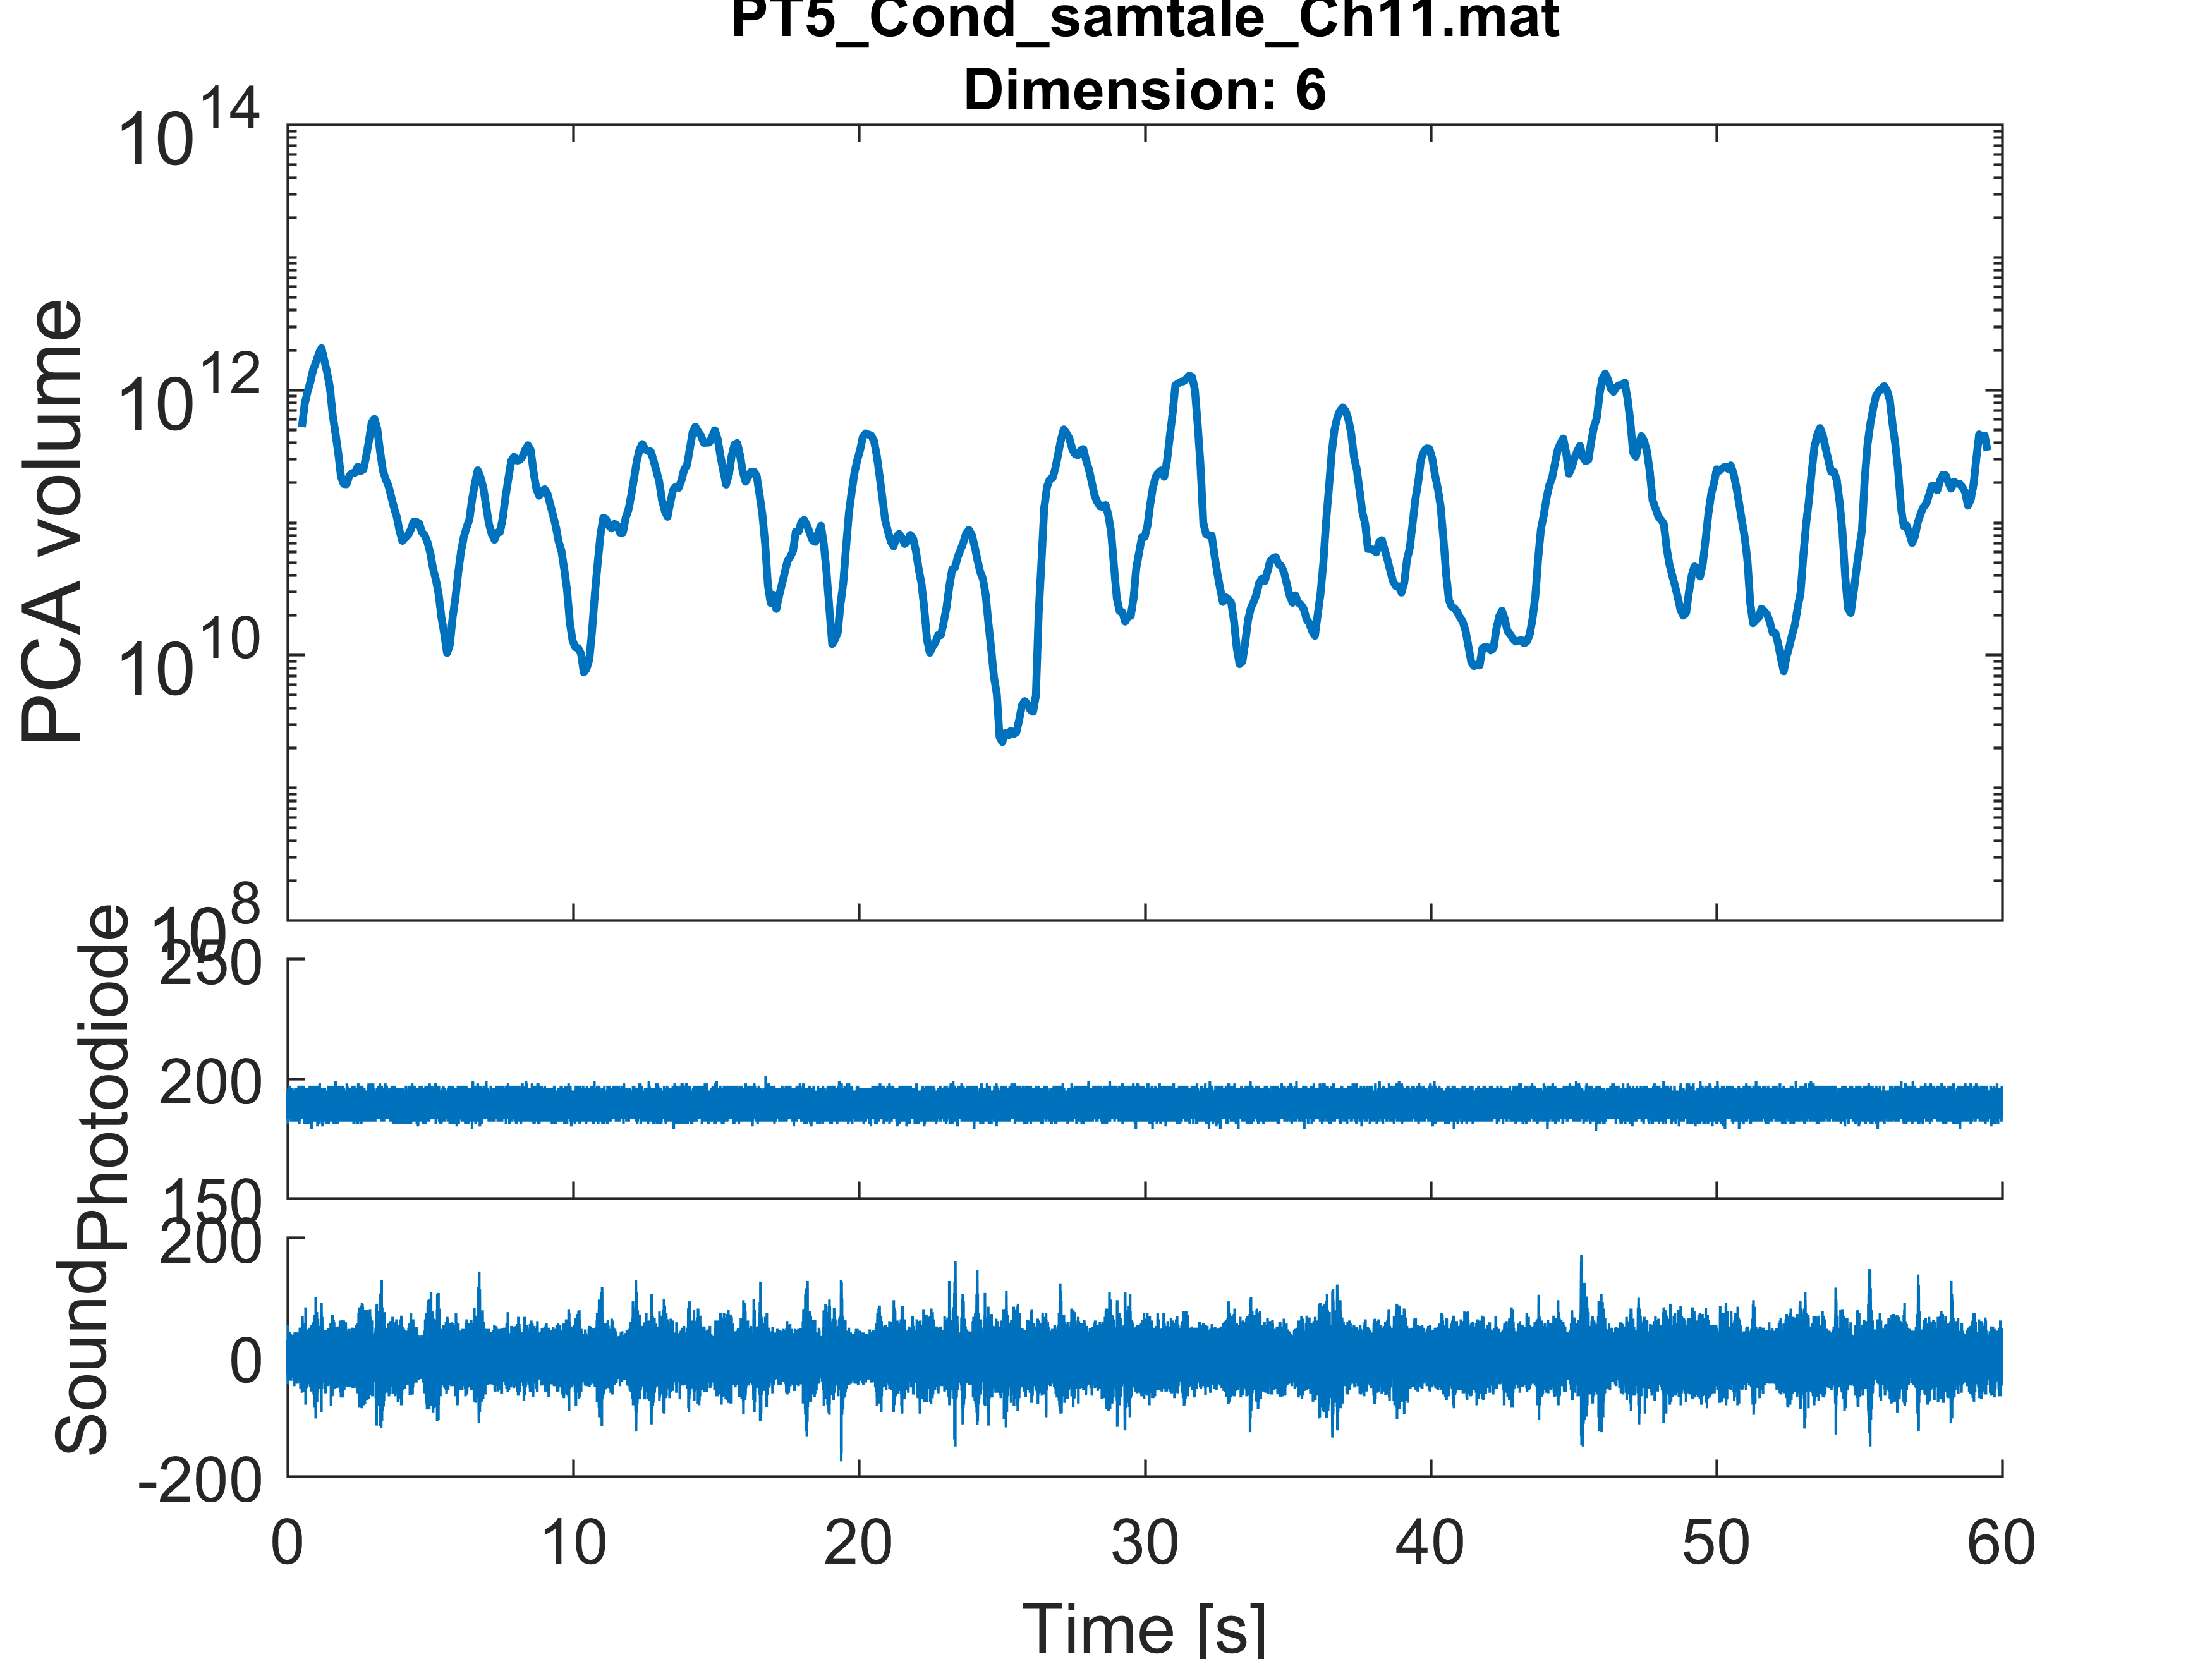 PT5_Cond_samtale_Ch11.mat
Dimension: 6
PCA volume
10^14
10^12
10^10
10^8
Photodiode
250
200
150
Sound
200
0
-200
0 10 20 30 40 50 60
Time [s]